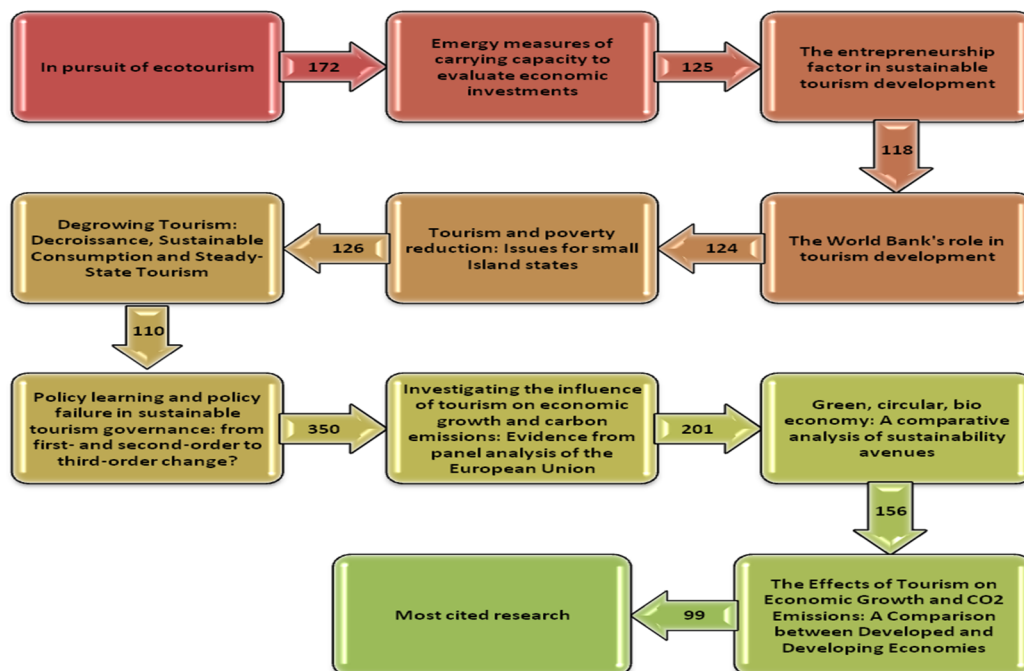 In pursuit of ecotourism
172
Emergy measures of
carrying capacity to
evaluate economic
investments
125
The entrepreneurship
factor in sustainable
tourism development
118
The World Bank's role in
tourism development
124
Tourism and poverty
reduction: Issues for small
Island states
126
Degrowing Tourism:
Decroissance, Sustainable
Consumption and Steady-
State Tourism
110
Policy learning and policy
failure in sustainable
tourism governance: from
first- and second-order to
third-order change?
350
Investigating the influence
of tourism on economic
growth and carbon
emissions: Evidence from
panel analysis of the
European Union
201
Green, circular, bio
economy: A comparative
analysis of sustainability
avenues
156
The Effects of Tourism on
Economic Growth and CO2
Emissions: A Comparison
between Developed and
Developing Economies
99
Most cited research